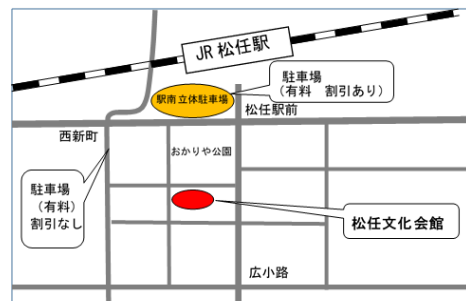 JR 松任駅
駐車場
（有料　割引あり）
駅南立体駐車場
松任駅前
西新町
おかりや公園
駐車場
（有料）
割引なし
松任文化会館
広小路